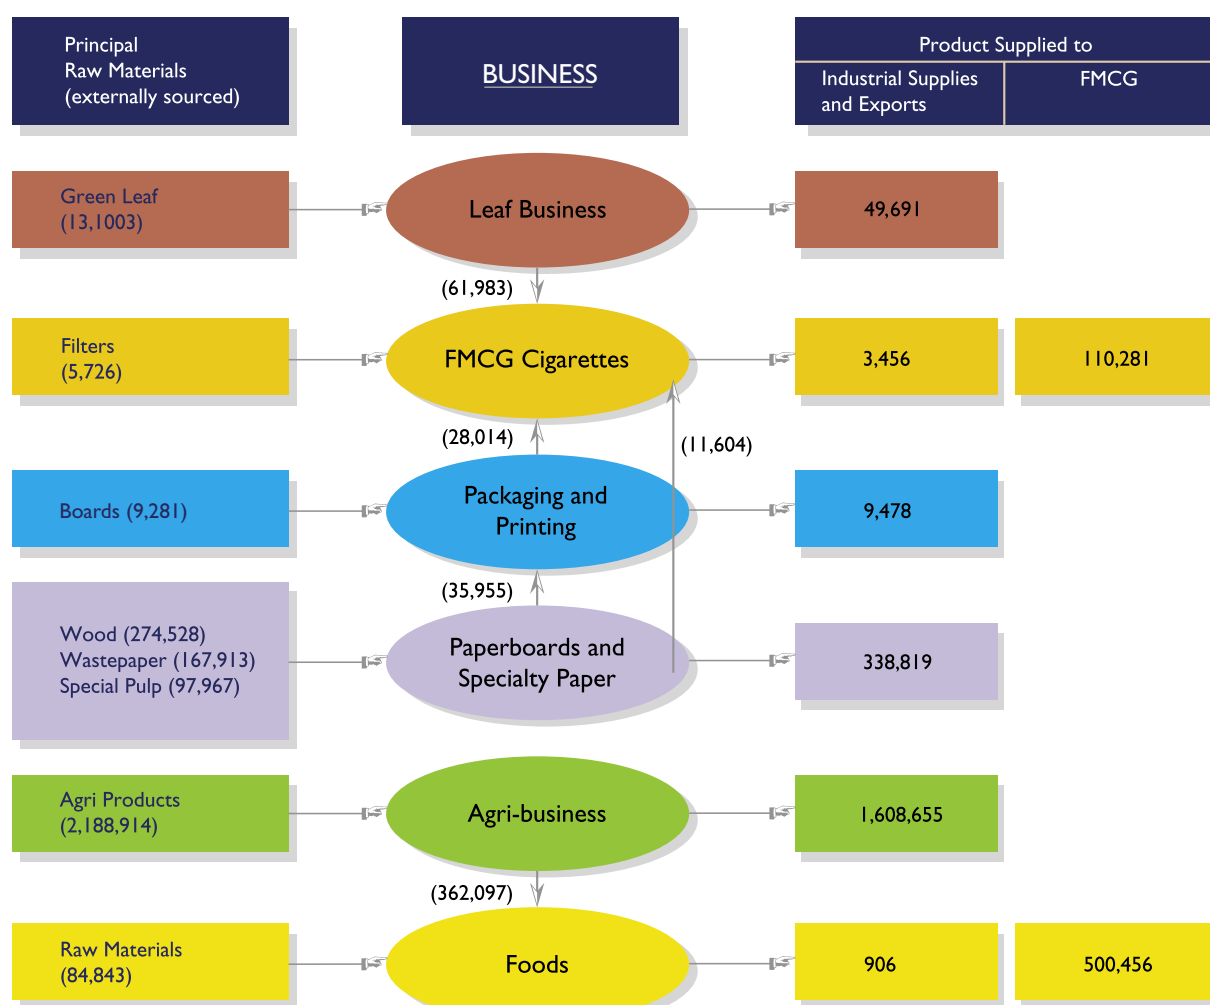 Principal
Raw Materials
(externally sourced)
BUSINESS
Product Supplied to
Industrial Supplies
and Exports
FMCG
Green Leaf
(13,1003)
Leaf Business
49,691
(61,983)
Filters
(5,726)
FMCG Cigarettes
3,456
110,281
(28,014)
(11,604)
Boards (9,281)
Packaging and
Printing
9,478
(35,955)
Wood (274,528)
Wastepaper (167,913)
Special Pulp (97,967)
Paperboards and
Specialty Paper
338,819
Agri Products
(2,188,914)
Agri-business
1,608,655
(362,097)
Raw Materials
(84,843)
Foods
906
500,456